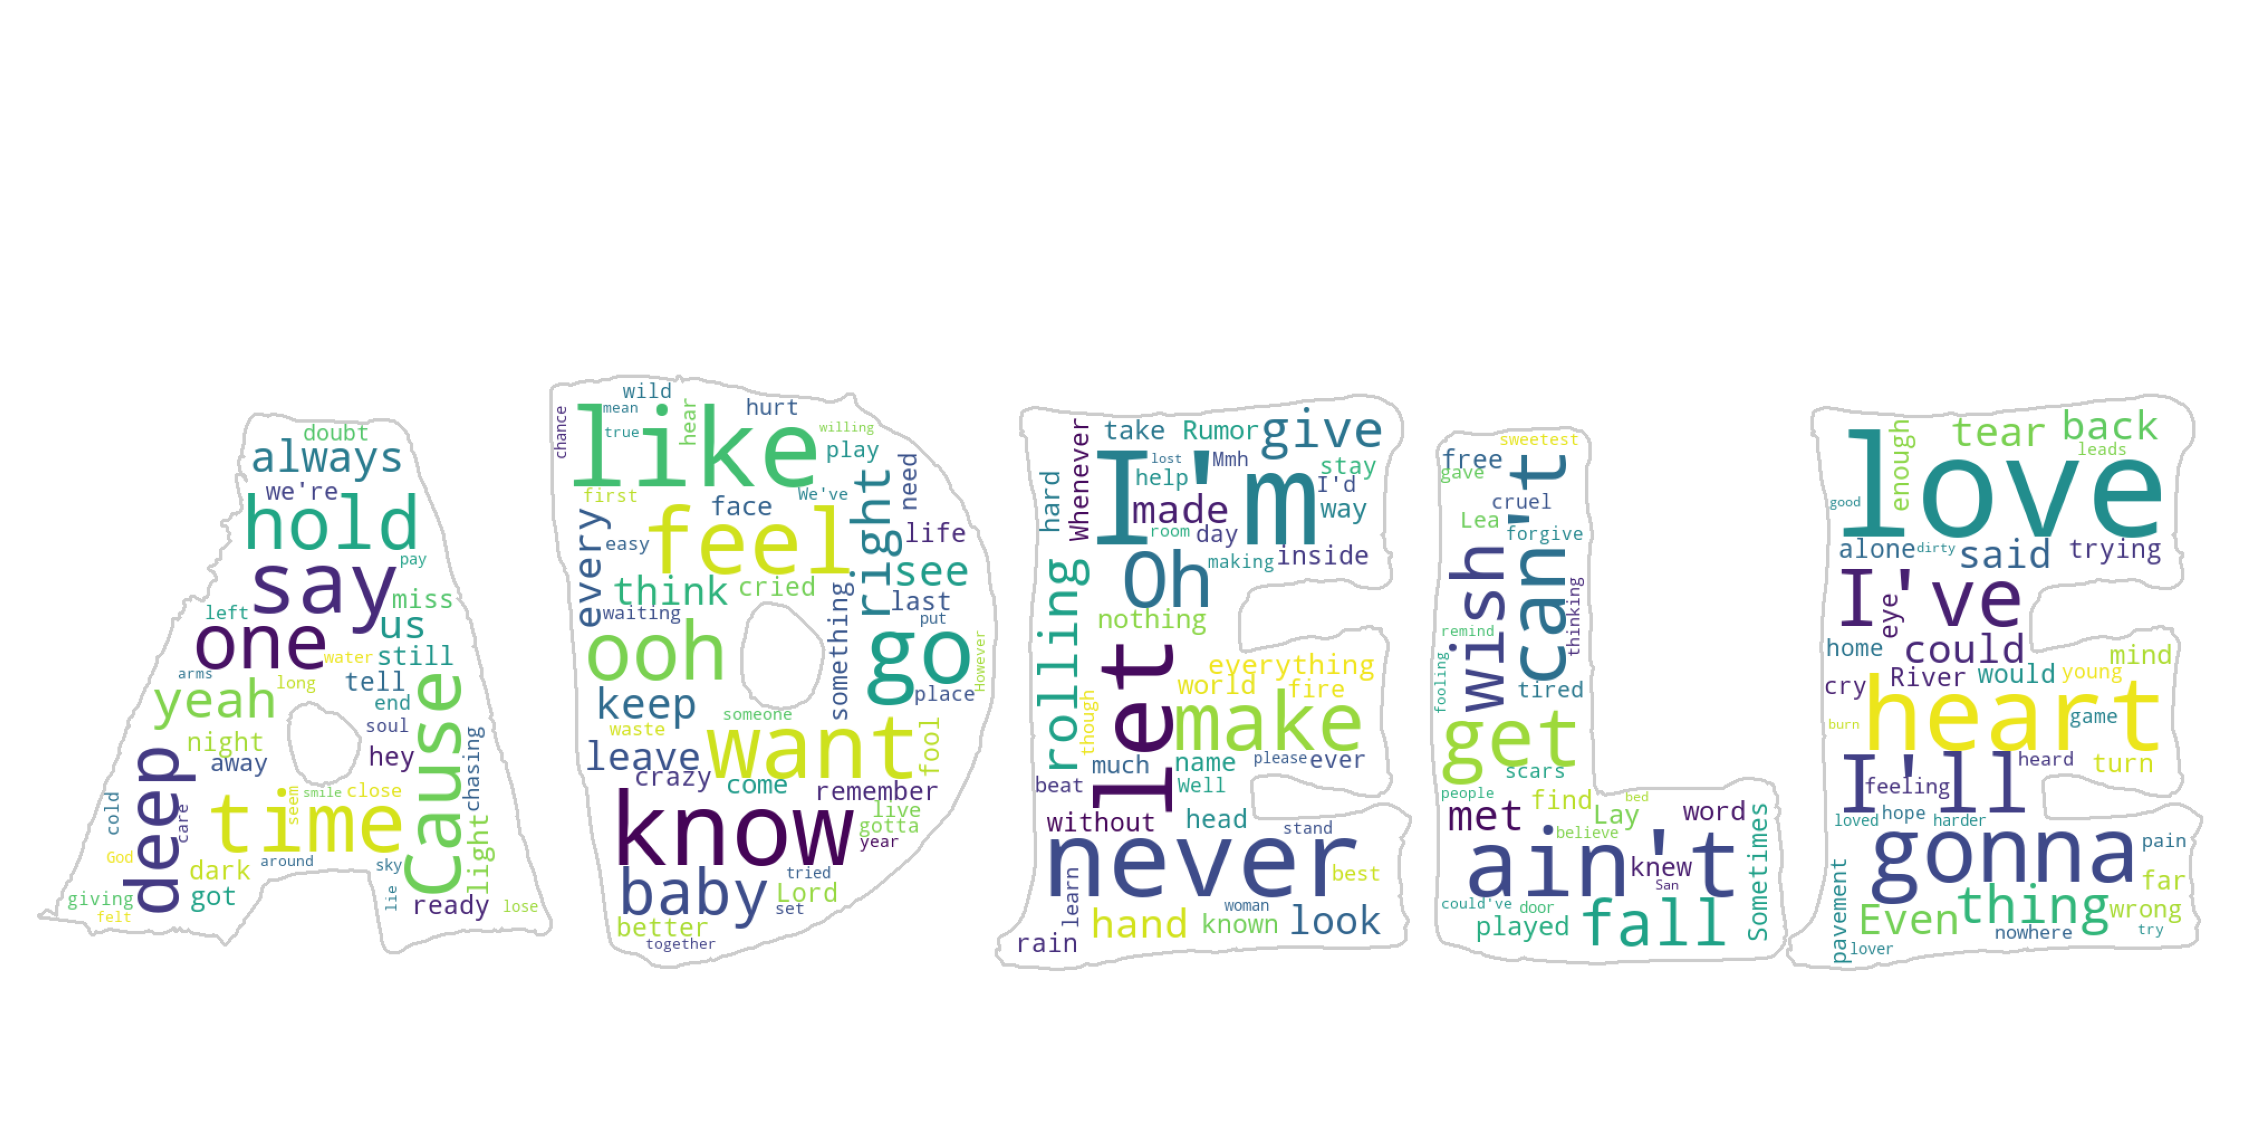 doubt
always
we're
hold
pay
say
miss
left
us
one
water
still
arms
long
tell
yeah
end
soul
Cause
night
hey
away
chasing
deep
cold
care
time
seem
smile
close
light
God
around
sky
dark
giving
got
lie
ready
lose
felt
wild
mean
hear
hurt
chance
like
true
willing
play
first
face
We've
need
every
feel
right
life
easy
think
cried
see
something
last
waiting
put
ooh
go
However
keep
place
someone
waste
want
fool
leave
crazy
come
remember
know
live
gotta
year
baby
tried
Lord
set
better
together
take
Rumor
give
Whenever
lost
Mmh
stay
hard
I'm
help
I'd
made
way
room
day
Oh
making
inside
rolling
nothing
let
everything
world
fire
though
make
much
name
please
ever
beat
Well
without
head
stand
never
best
learn
woman
hand
known
look
rain
sweetest
free
gave
can't
cruel
Lea
forgive
wish
thinking
remind
fooling
tired
get
scars
people
find
bed
met
Lay
word
believe
Sometimes
ain't
knew
San
could've
door
played
fall
love
enough
tear
back
leads
good
alone
dirty
said
trying
I've
eye
home
could
mind
cry
River
would
young
heart
game
burn
I'll
heard
turn
feeling
loved
hope
harder
gonna
pain
pavement
far
Even
thing
wrong
nowhere
try
lover